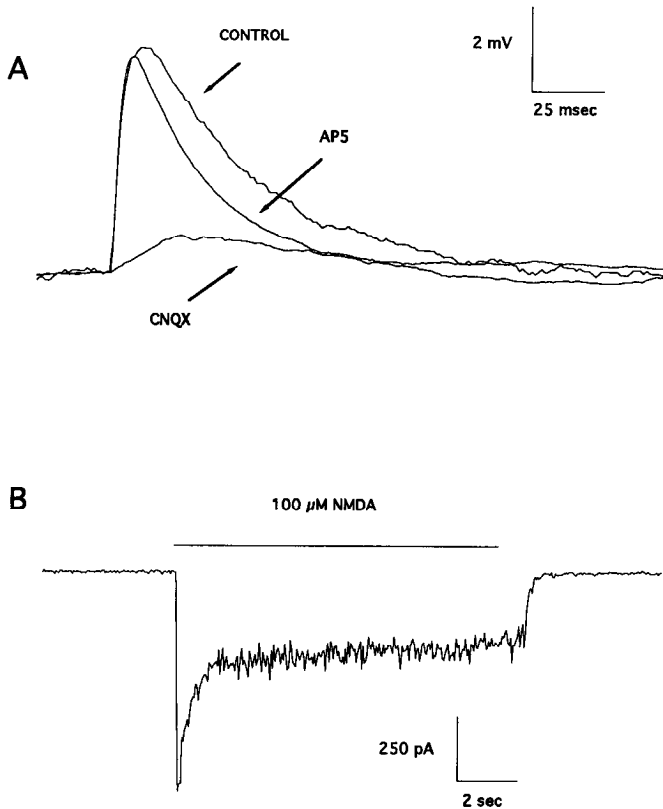 A
CONTROL
2 mV
25 msec
AP5
CNQX
B
100 µM NMDA
250 pA
2 sec